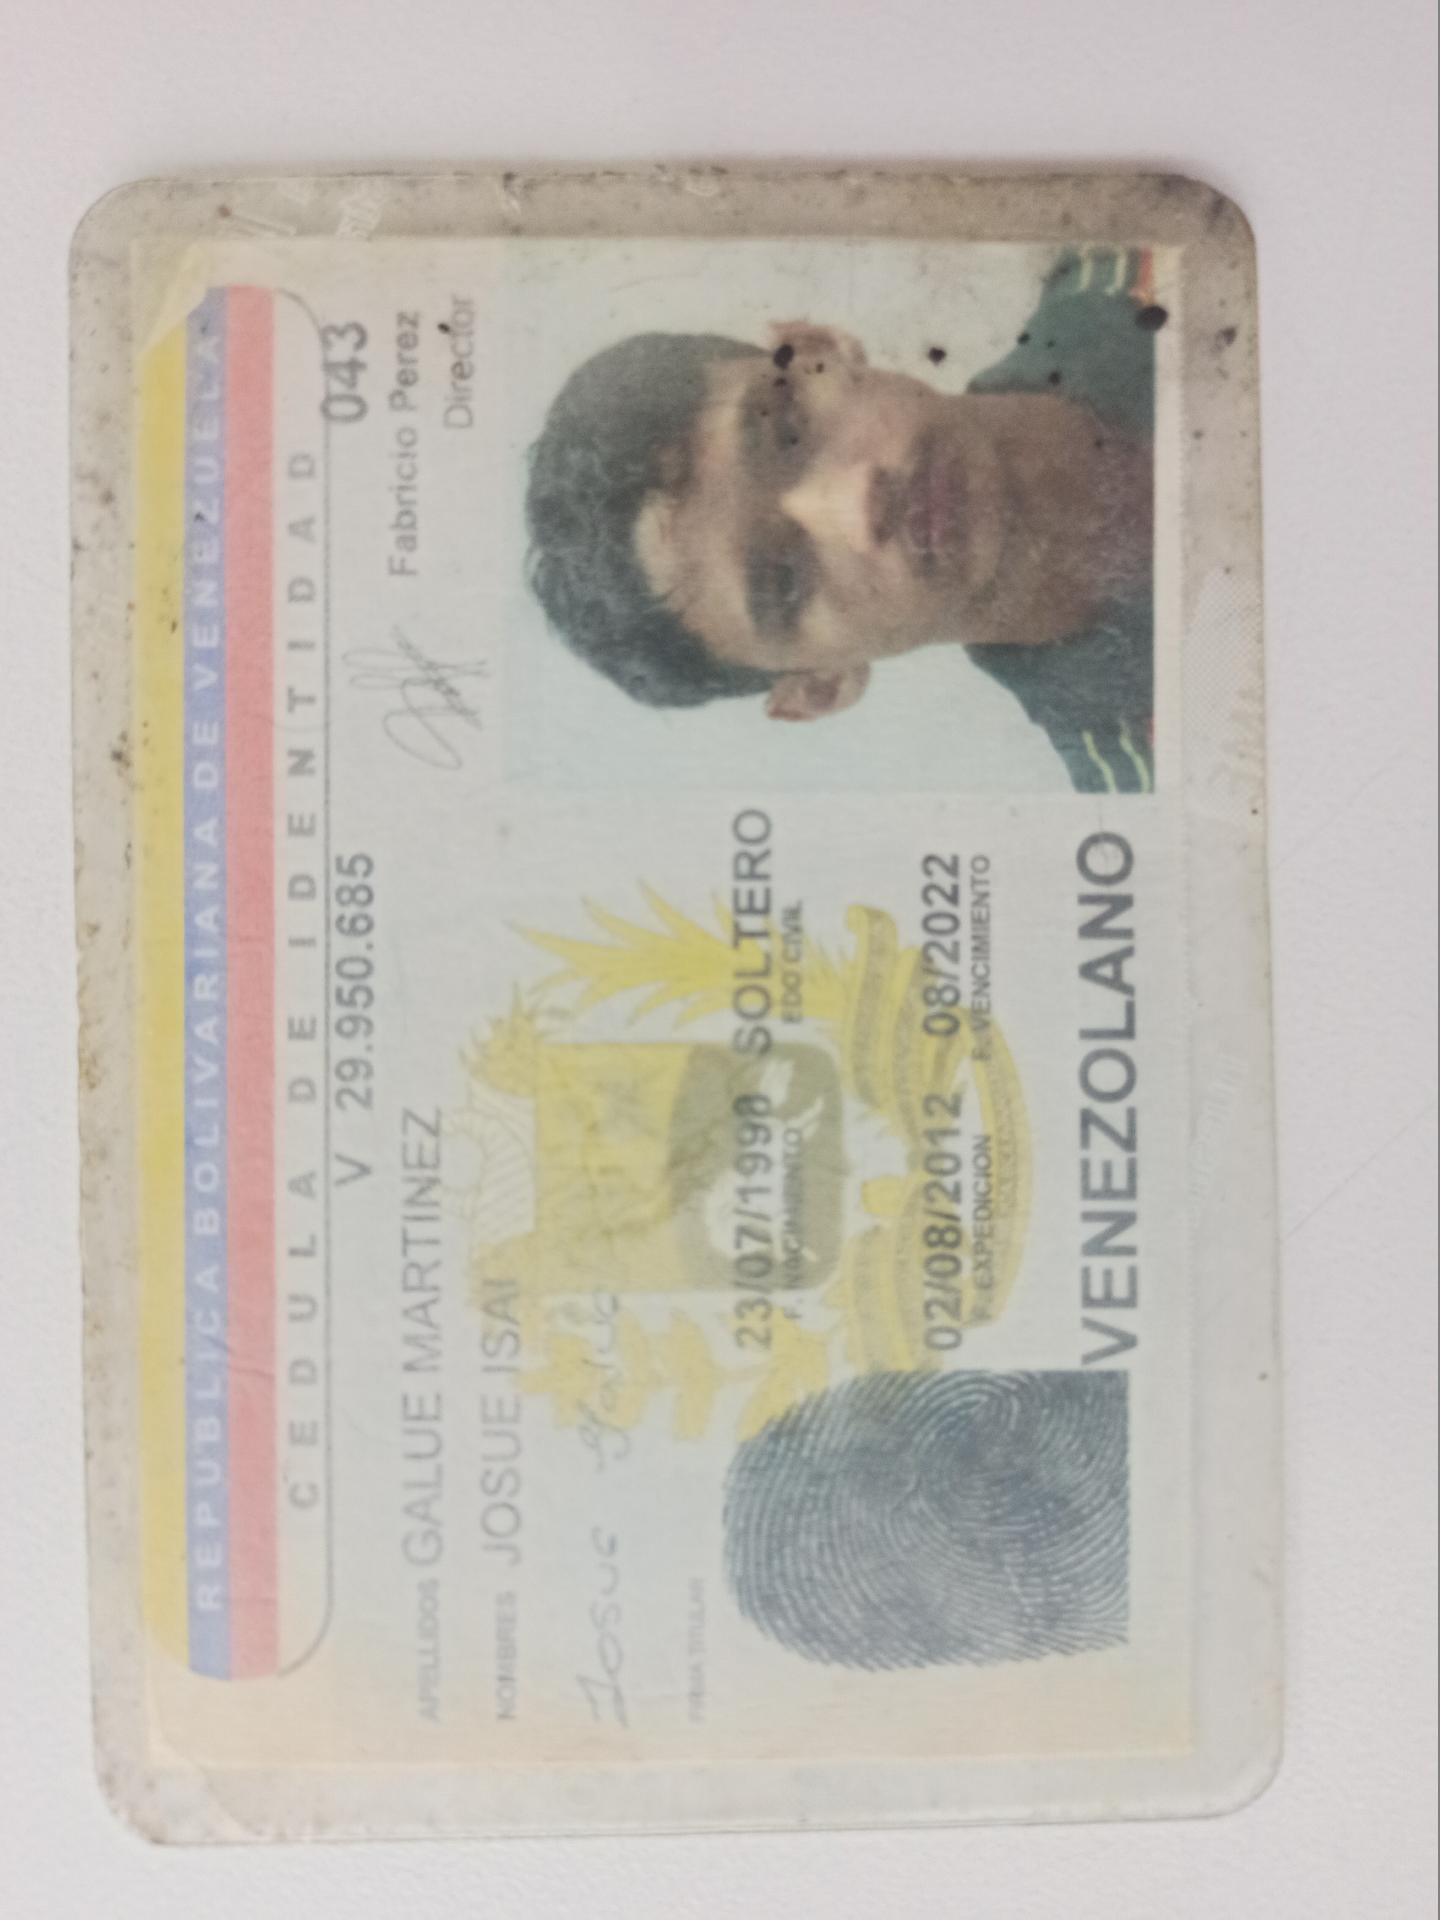 REPUBLICA BOLIVARIANA DE VENEZUELA
CEDULA DE IDENTIDAD
V 29.950.685 043
APELLIDOS GALUE MARTINEZ
Fabricio Perez
Director
NOMBRES JOSUE ISAI
Josue Galue
FIRMA TITULAR
23/07/1998 SOLTERO
F. NACIMIENTO EDO CIVIL
02/08/2012 08/2022
F. EXPEDICION F. VENCIMIENTO
VENEZOLANO